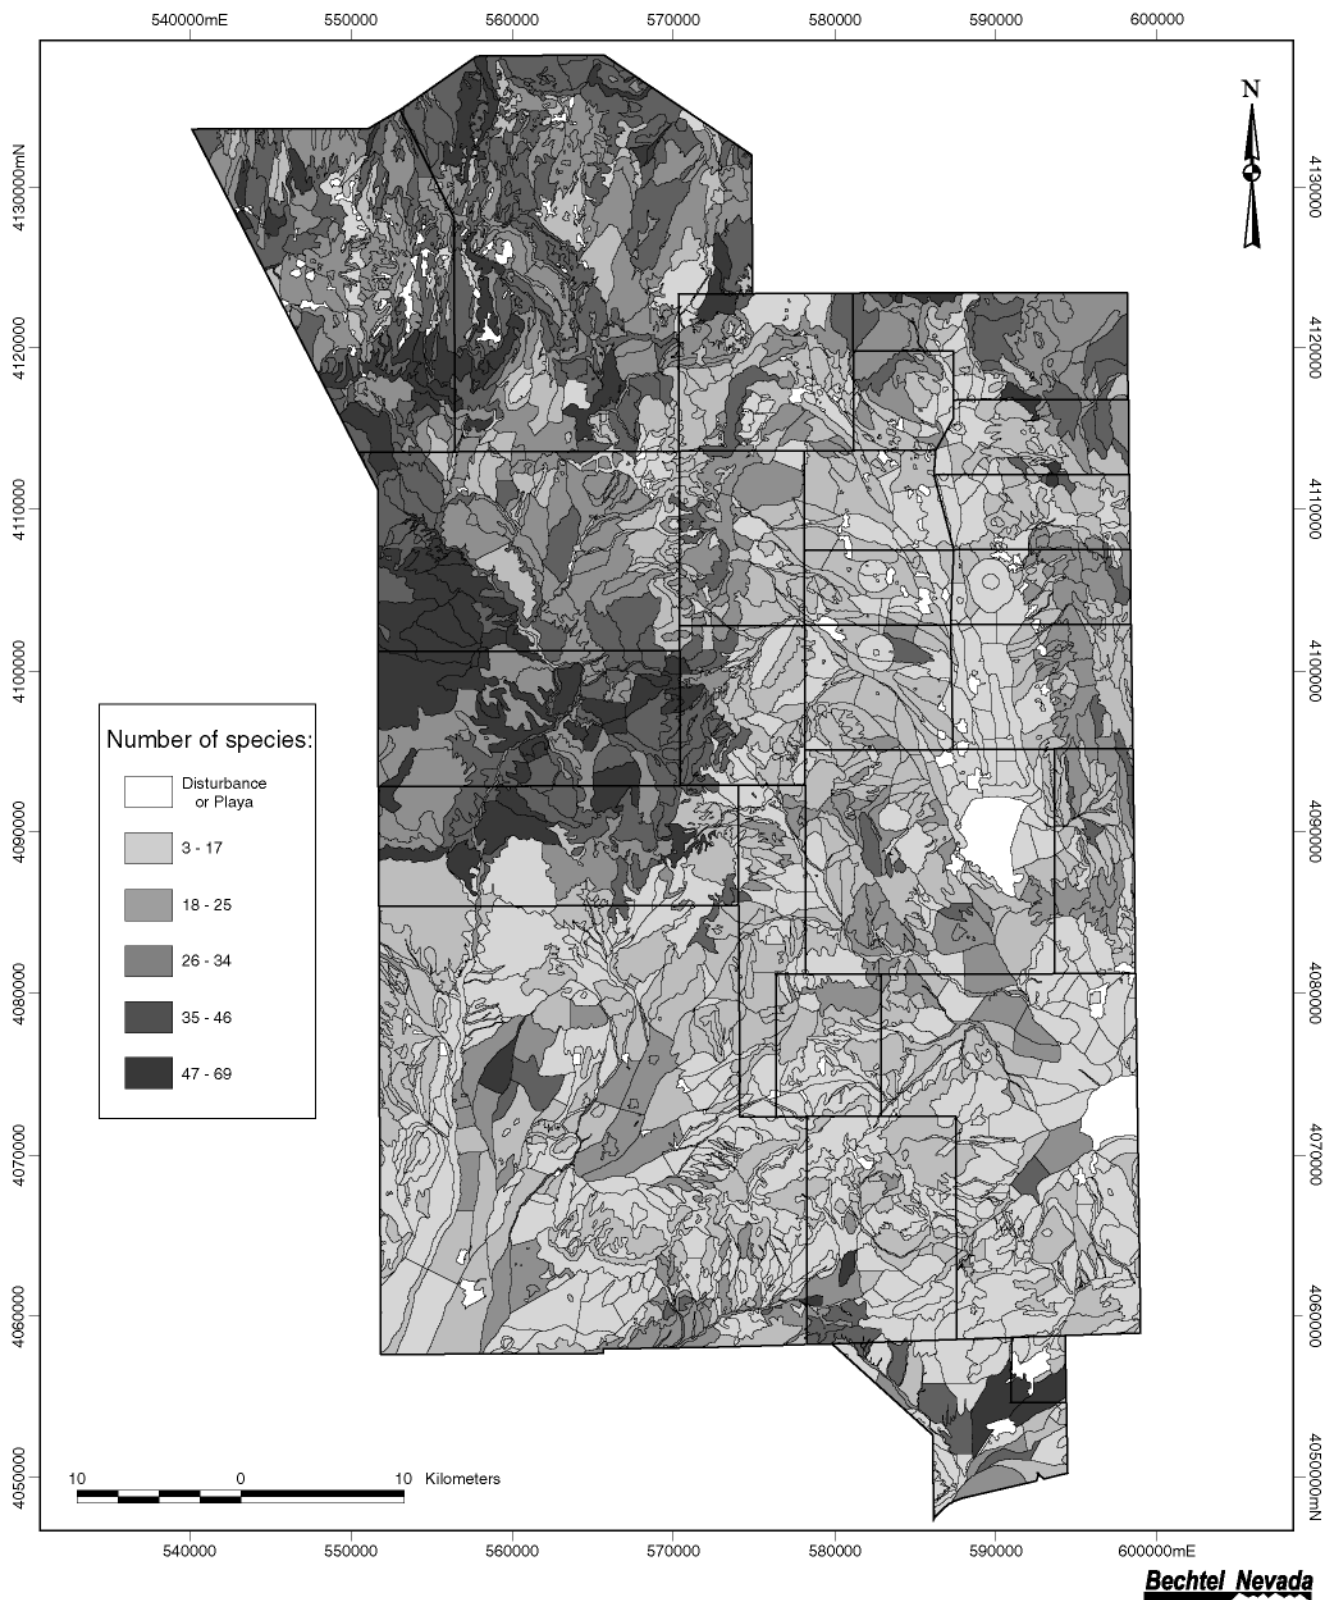 540000mE 550000 560000 570000 580000 590000 600000
4130000mN
4120000
4110000
4100000
4090000
4080000
4070000
4060000
4050000
N
4130000
4120000
4110000
4100000
4090000
4080000
4070000
4060000
4050000mN
Number of species:
Disturbance
or Playa
3 - 17
18 - 25
26 - 34
35 - 46
47 - 69
10 0 10 Kilometers
540000 550000 560000 570000 580000 590000 600000mE
Bechtel Nevada